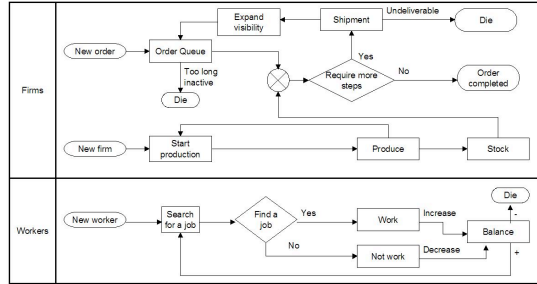 Firms
New order
Order Queue
Expand
visibility
Shipment
Undeliverable
Die
Too long
inactive
Die
Yes
Require more
steps
No
Order
completed
New firm
Start
production
Produce
Stock
Workers
New worker
Search
for a job
Find a
job
Yes
Work
Increase
Die
-
Balance
+
No
Not work
Decrease